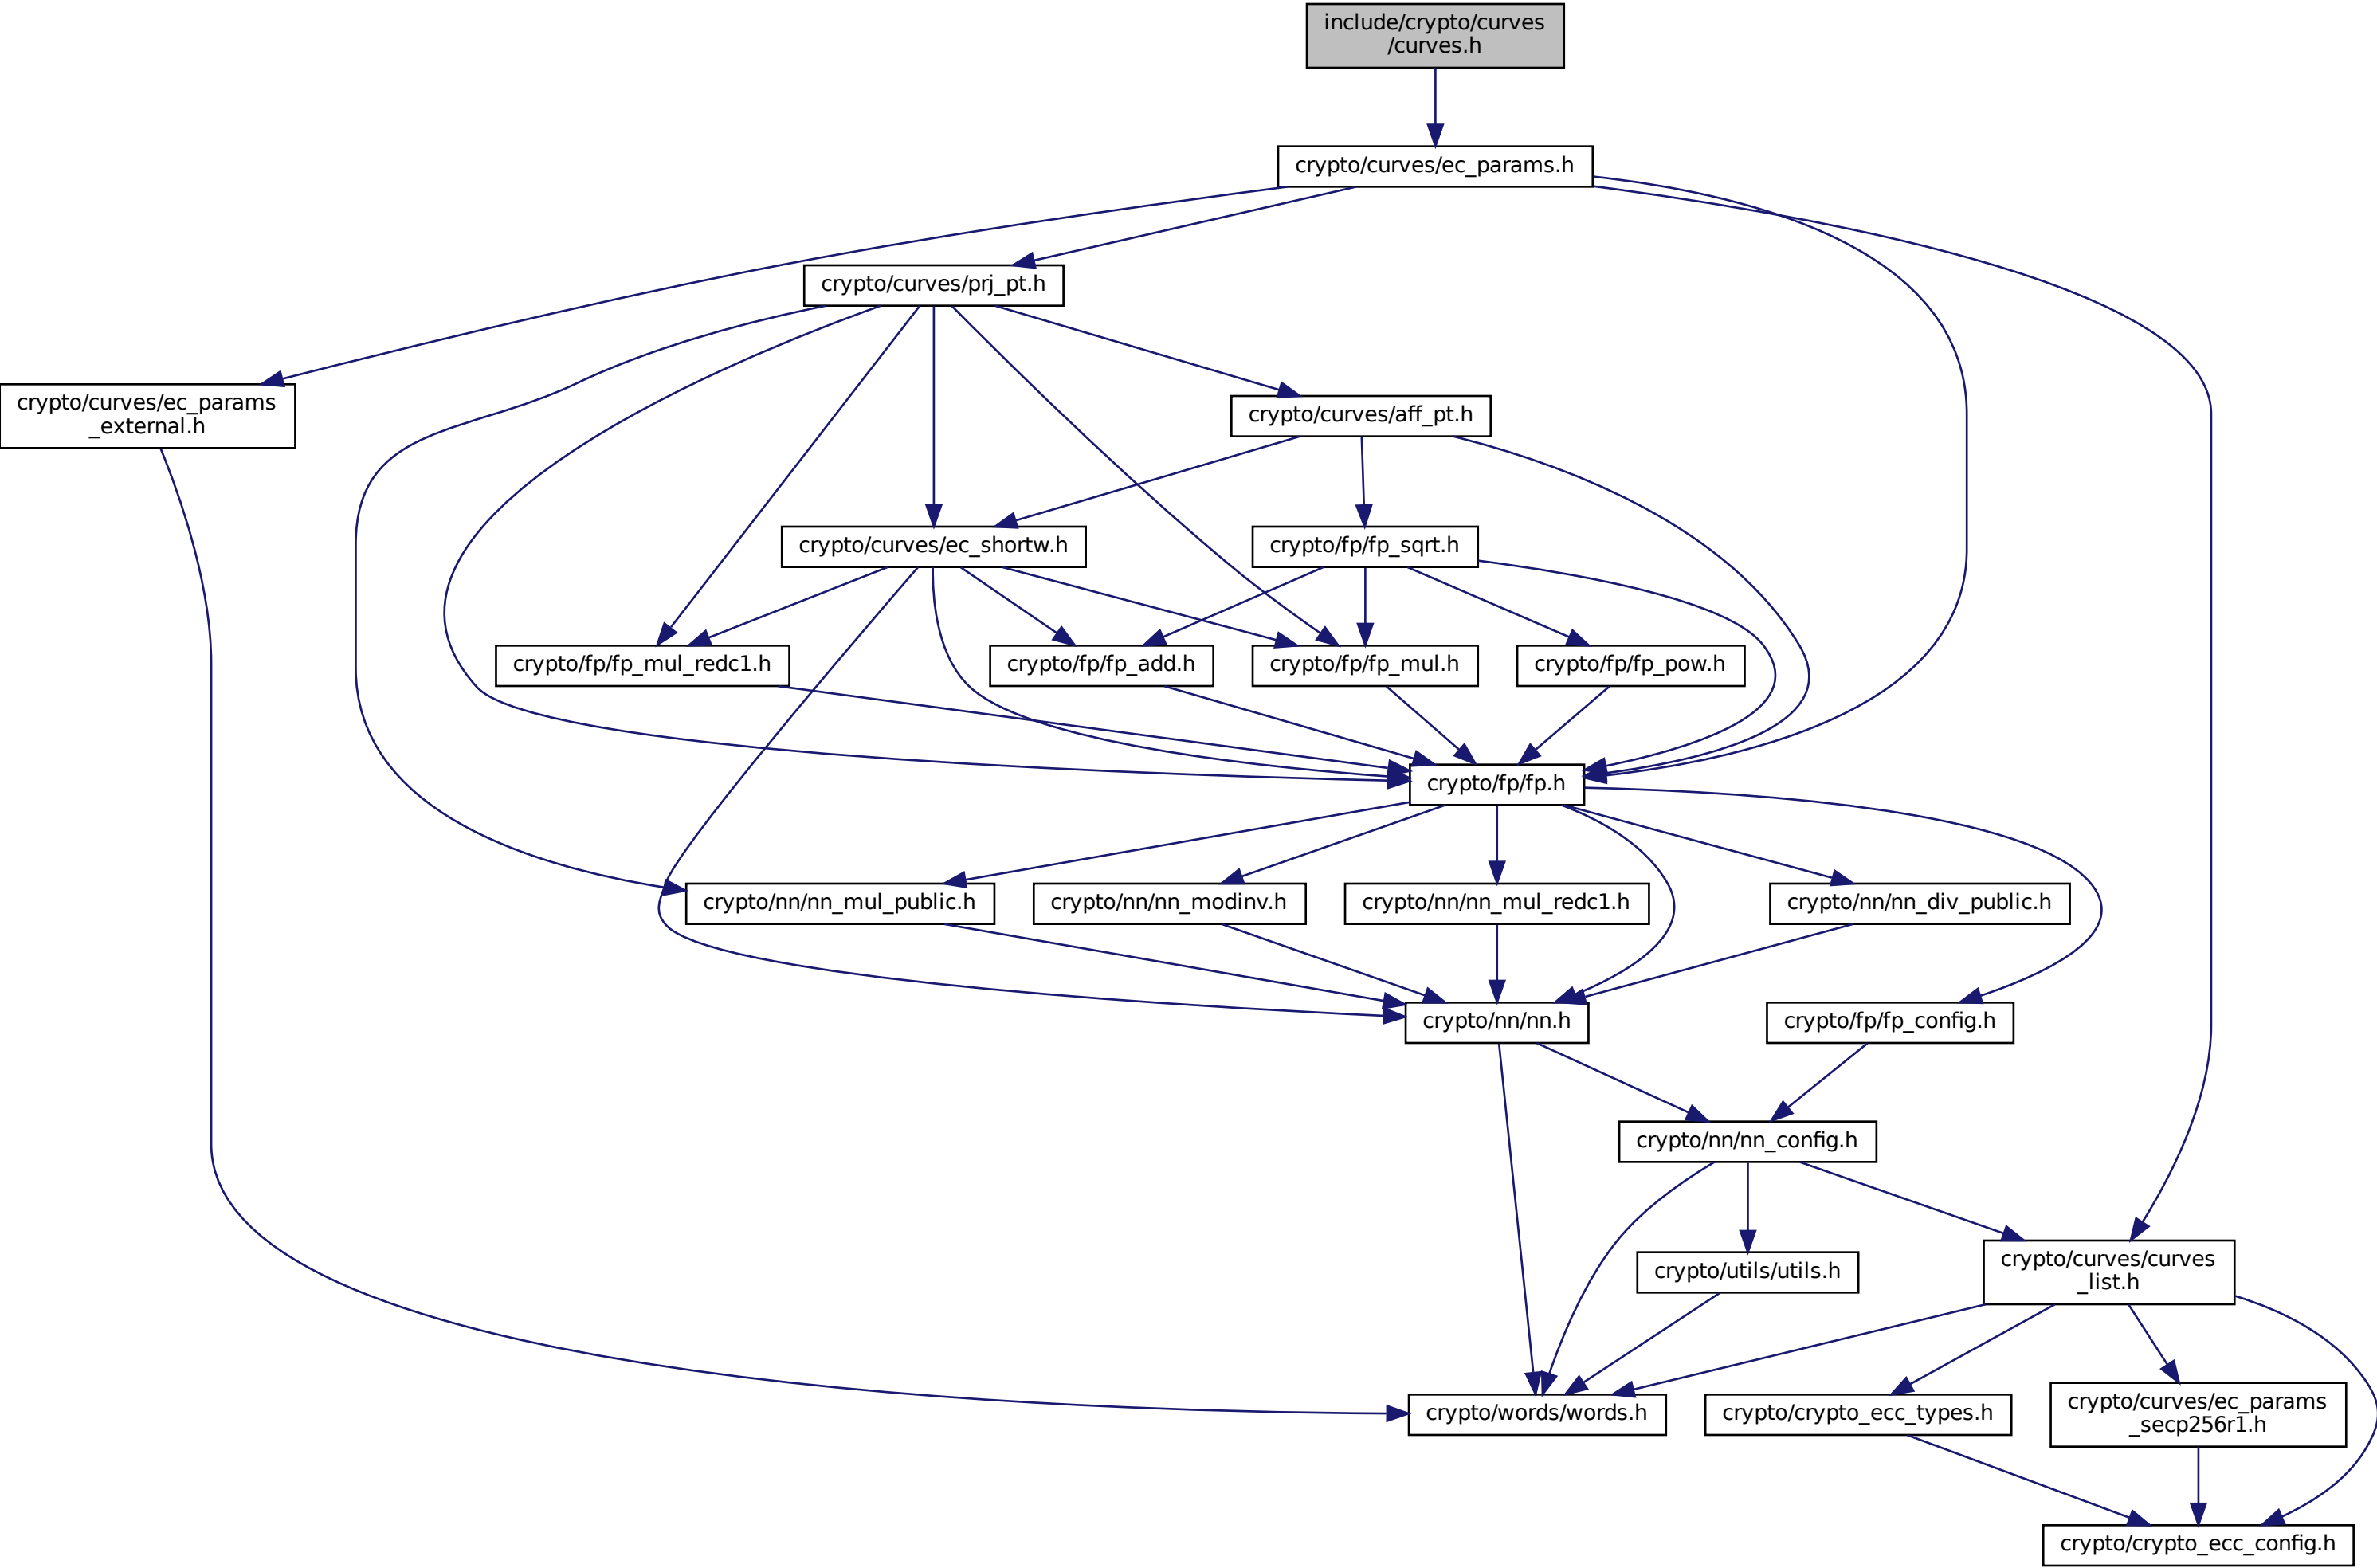 include/crypto/curves
/curves.h
crypto/curves/ec_params.h
crypto/curves/prj_pt.h
crypto/curves/ec_params
_external.h
crypto/curves/aff_pt.h
crypto/curves/ec_shortw.h
crypto/fp/fp_sqrt.h
crypto/fp/fp_mul_redc1.h
crypto/fp/fp_add.h
crypto/fp/fp_mul.h
crypto/fp/fp_pow.h
crypto/fp/fp.h
crypto/nn/nn_mul_public.h
crypto/nn/nn_modinv.h
crypto/nn/nn_mul_redc1.h
crypto/nn/nn_div_public.h
crypto/nn/nn.h
crypto/fp/fp_config.h
crypto/nn/nn_config.h
crypto/utils/utils.h
crypto/curves/curves
_list.h
crypto/words/words.h
crypto/crypto_ecc_types.h
crypto/curves/ec_params
_secp256r1.h
crypto/crypto_ecc_config.h